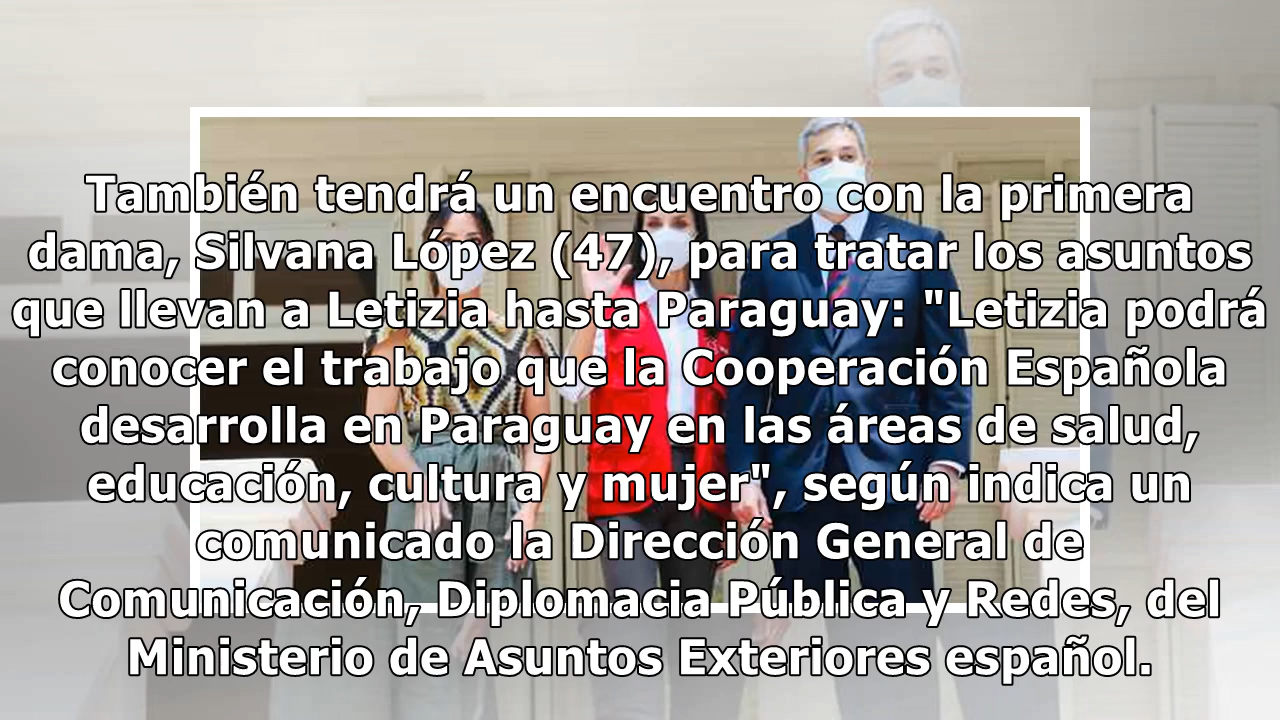 También tendrá un encuentro con la primera
dama, Silvana López (47), para tratar los asuntos
que llevan a Letizia hasta Paraguay: "Letizia podrá
conocer el trabajo que la Cooperación Española
desarrolla en Paraguay en las áreas de salud,
educación, cultura y mujer", según indica un
comunicado la Dirección General de
Comunicación, Diplomacia Pública y Redes, del
Ministerio de Asuntos Exteriores español.